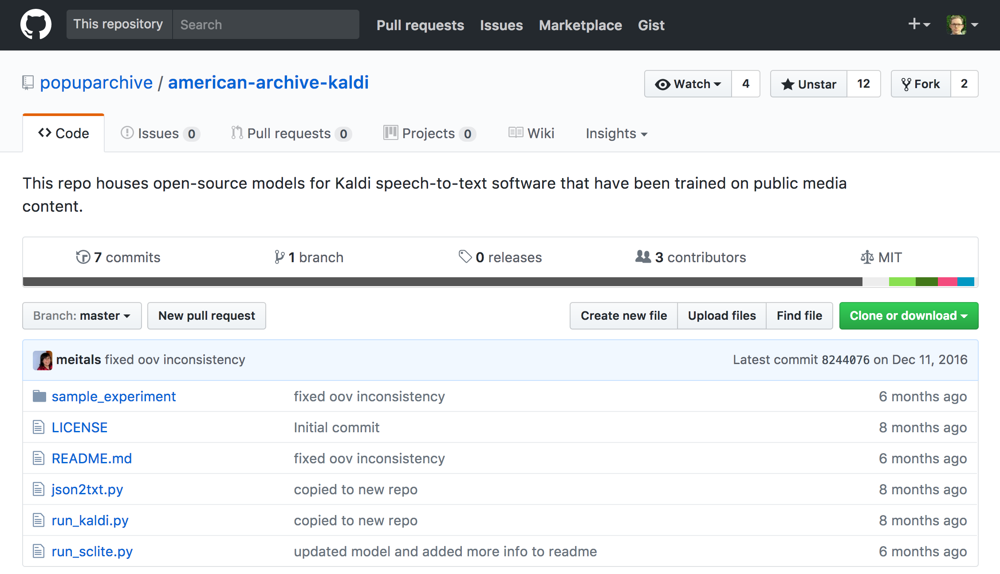 This repository Search Pull requests Issues Marketplace Gist
popuparchive / american-archive-kaldi Watch 4 Unstar 12 Fork 2
Code Issues 0 Pull requests 0 Projects 0 Wiki Insights
This repo houses open-source models for Kaldi speech-to-text software that have been trained on public media
content.
7 commits 1 branch 0 releases 3 contributors MIT
Branch: master New pull request Create new file Upload files Find file Clone or download
meitals fixed oov inconsistency Latest commit 8244076 on Dec 11, 2016
sample_experiment fixed oov inconsistency 6 months ago
LICENSE Initial commit 8 months ago
README.md fixed oov inconsistency 6 months ago
json2txt.py copied to new repo 8 months ago
run_kaldi.py copied to new repo 8 months ago
run_sclite.py updated model and added more info to readme 6 months ago